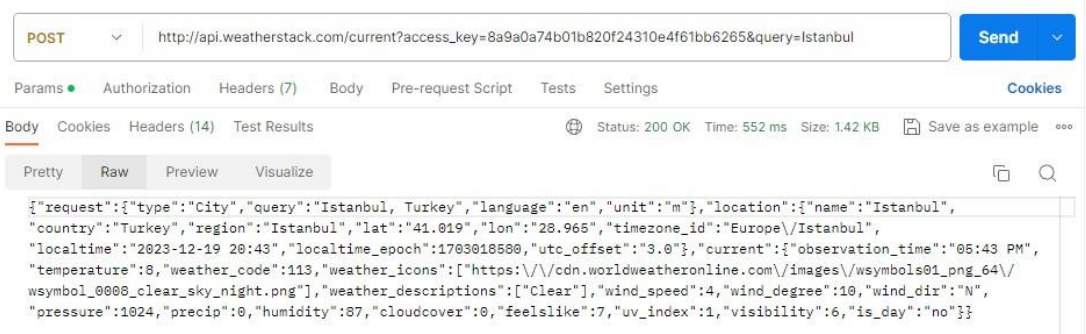 POST http://api.weatherstack.com/current?access_key=8a9a0a74b01b820f24310e4f61bb6265&query=Istanbul Send
Params Authorization Headers (7) Body Pre-request Script Tests Settings Cookies
Body Cookies Headers (14) Test Results Status: 200 OK Time: 552 ms Size: 1.42 KB Save as example
Pretty Raw Preview Visualize
{"request":{"type":"City","query":"Istanbul, Turkey","language":"en","unit":"m"},"location":{"name":"Istanbul",
"country":"Turkey","region":"Istanbul","lat":"41.019","lon":"28.965","timezone_id":"Europe\/Istanbul",
"localtime":"2023-12-19 20:43","localtime_epoch":1703018580,"utc_offset":"3.0"},"current":{"observation_time":"05:43 PM",
"temperature":8,"weather_code":113,"weather_icons":["https:\/\/cdn.worldweatheronline.com\/images\/wsymbols01_png_64\/
wsymbol_0008_clear_sky_night.png"],"weather_descriptions":["Clear"],"wind_speed":4,"wind_degree":10,"wind_dir":"N",
"pressure":1024,"precip":0,"humidity":87,"cloudcover":0,"feelslike":7,"uv_index":1,"visibility":6,"is_day":"no"}}